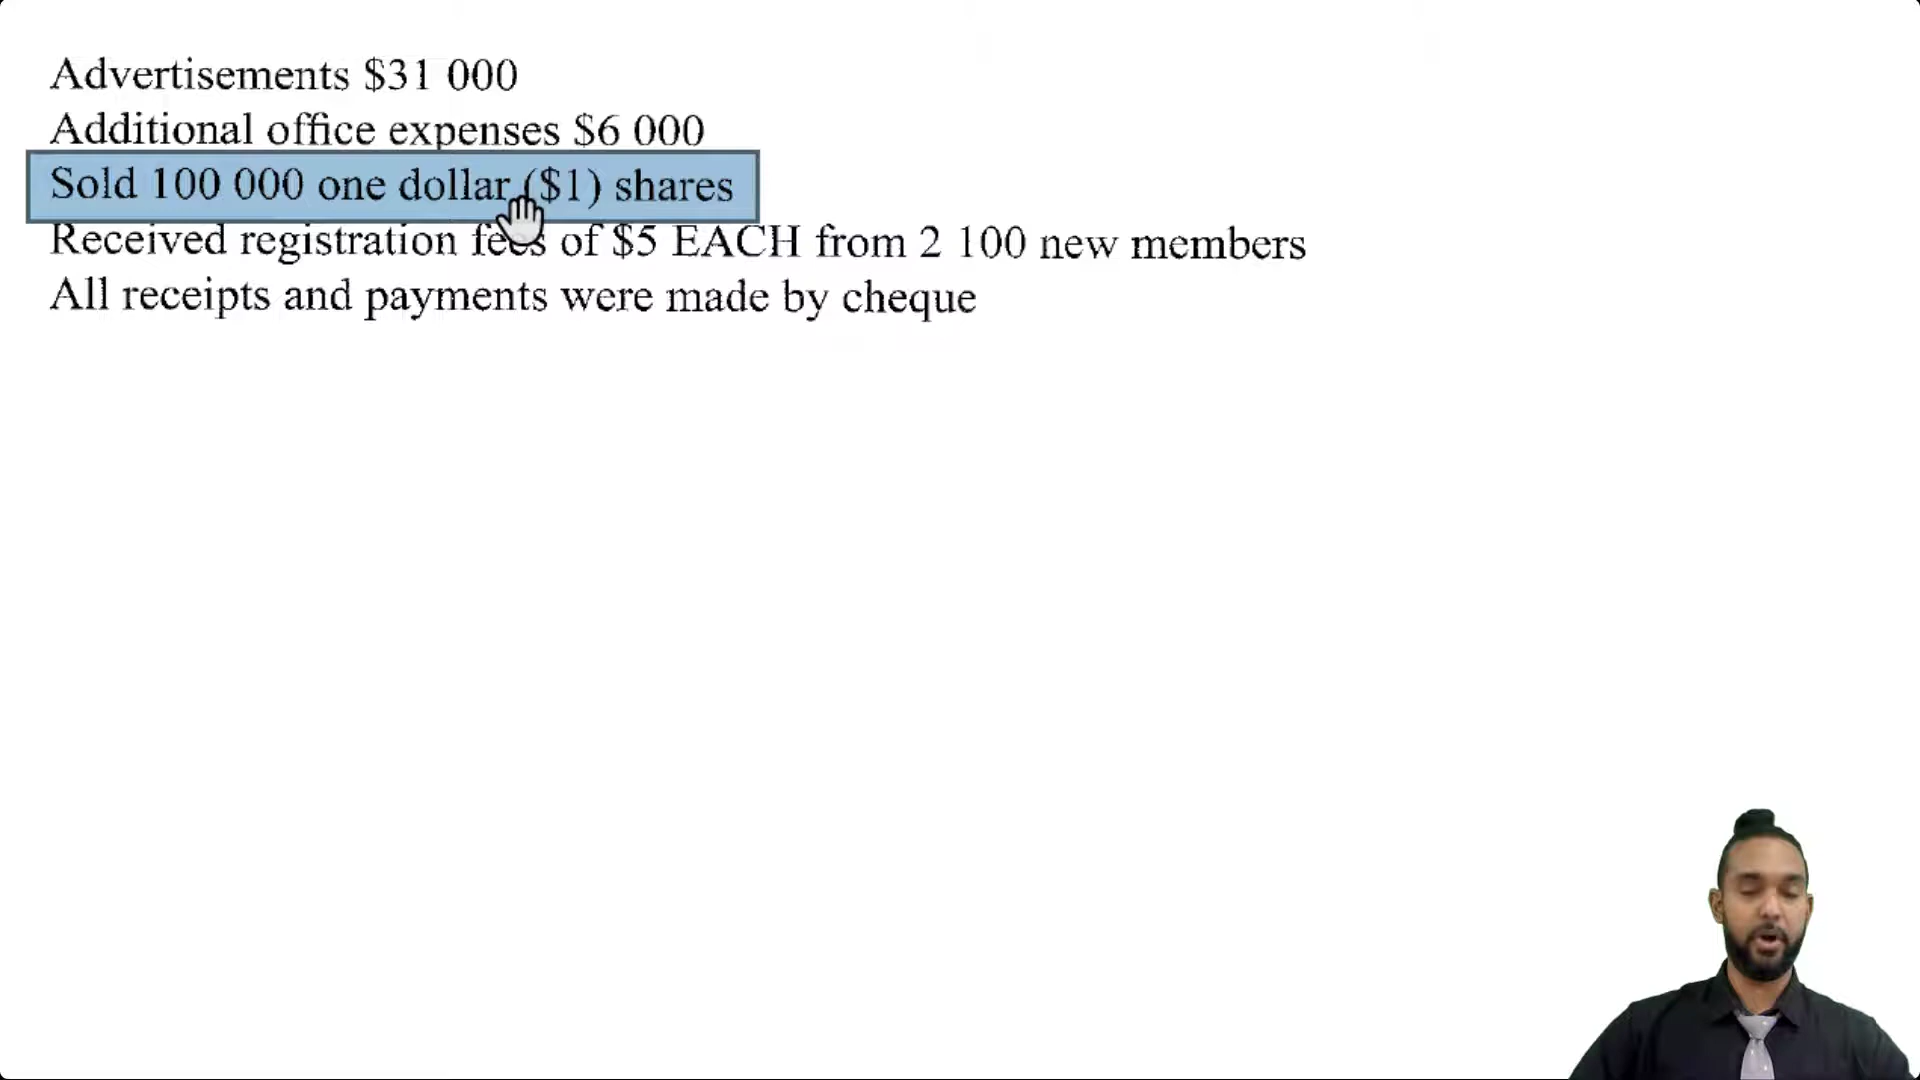 Advertisements $31 000
Additional office expenses $6 000
Sold 100 000 one dollar ($1) shares
Received registration fees of $5 EACH from 2 100 new members
All receipts and payments were made by cheque